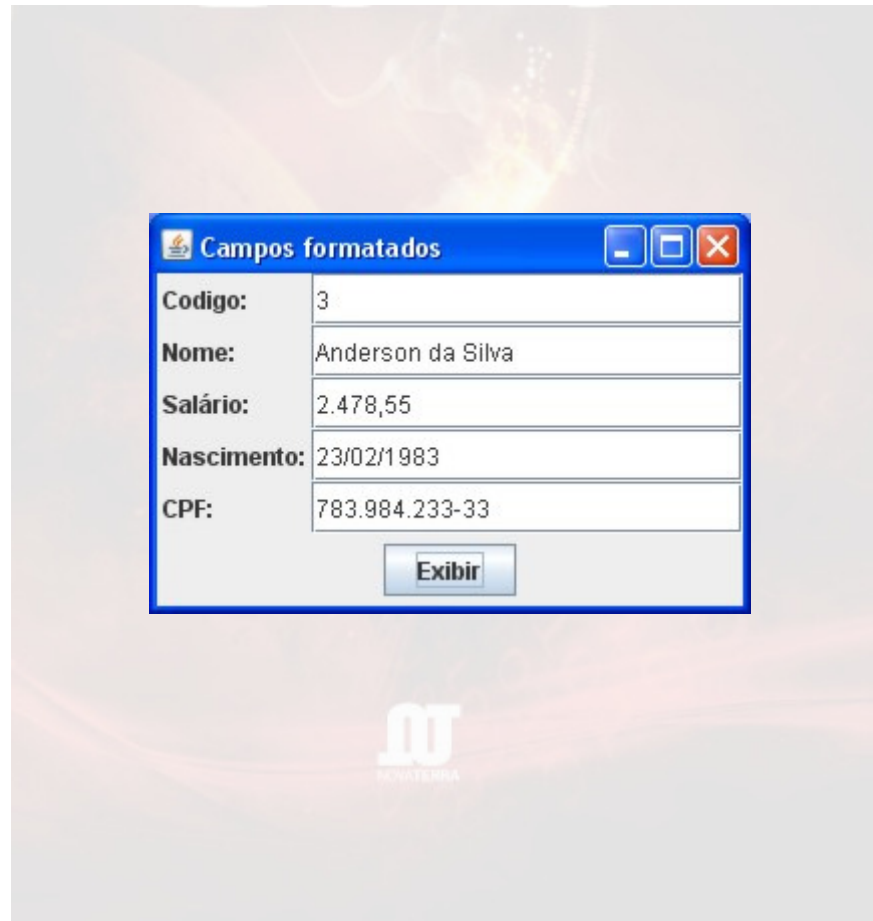 Campos formatados
Codigo: 3
Nome: Anderson da Silva
Salário: 2.478,55
Nascimento: 23/02/1983
CPF: 783.984.233-33
Exibir
NOVATERRA